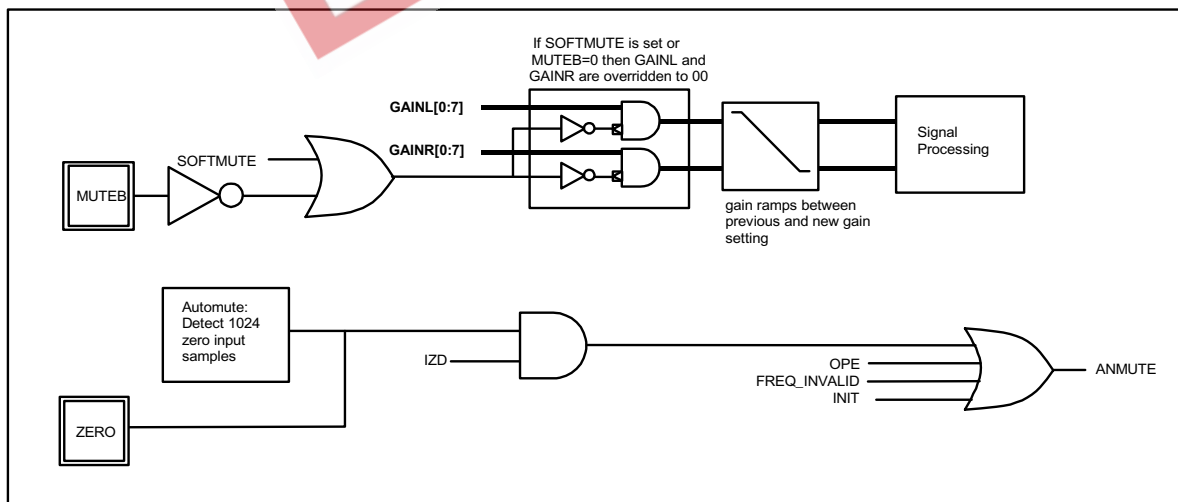 If SOFTMUTE is set or
MUTEB=0 then GAINL and
GAINR are overridden to 00
GAINL[0:7]
GAINR[0:7]
SOFTMUTE
MUTEB
Signal
Processing
gain ramps between
previous and new gain
setting
Automute:
Detect 1024
zero input
samples
IZD
OPE
FREQ_INVALID
INIT
ANMUTE
ZERO